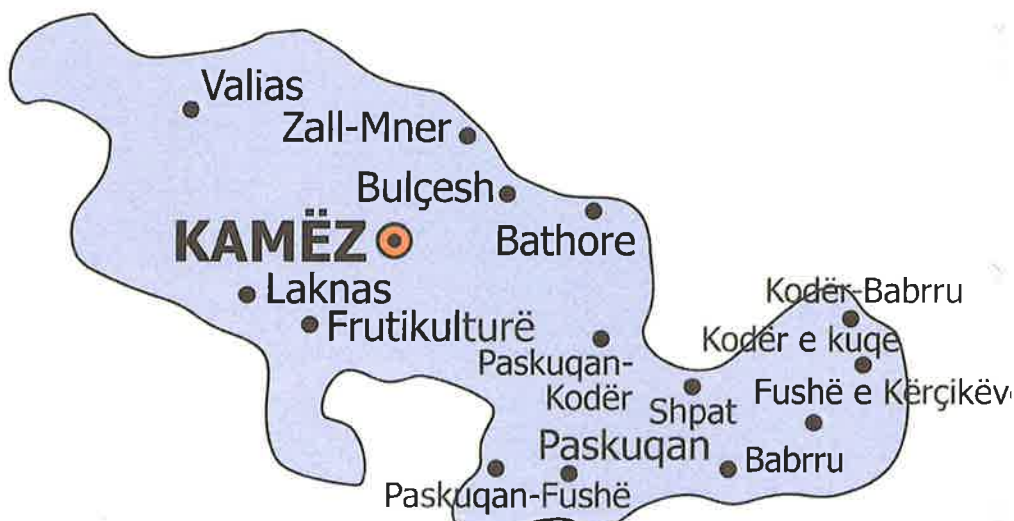 Valias
Zall-Mner
Bulçesh
KAMËZ
Bathore
Laknas
Frutikulturë
Kodër-Babrru
Kodër e kuqe
Paskuqan-
Kodër
Shpat
Fushë e Kërçikëv
Paskuqan
Babrru
Paskuqan-Fushë